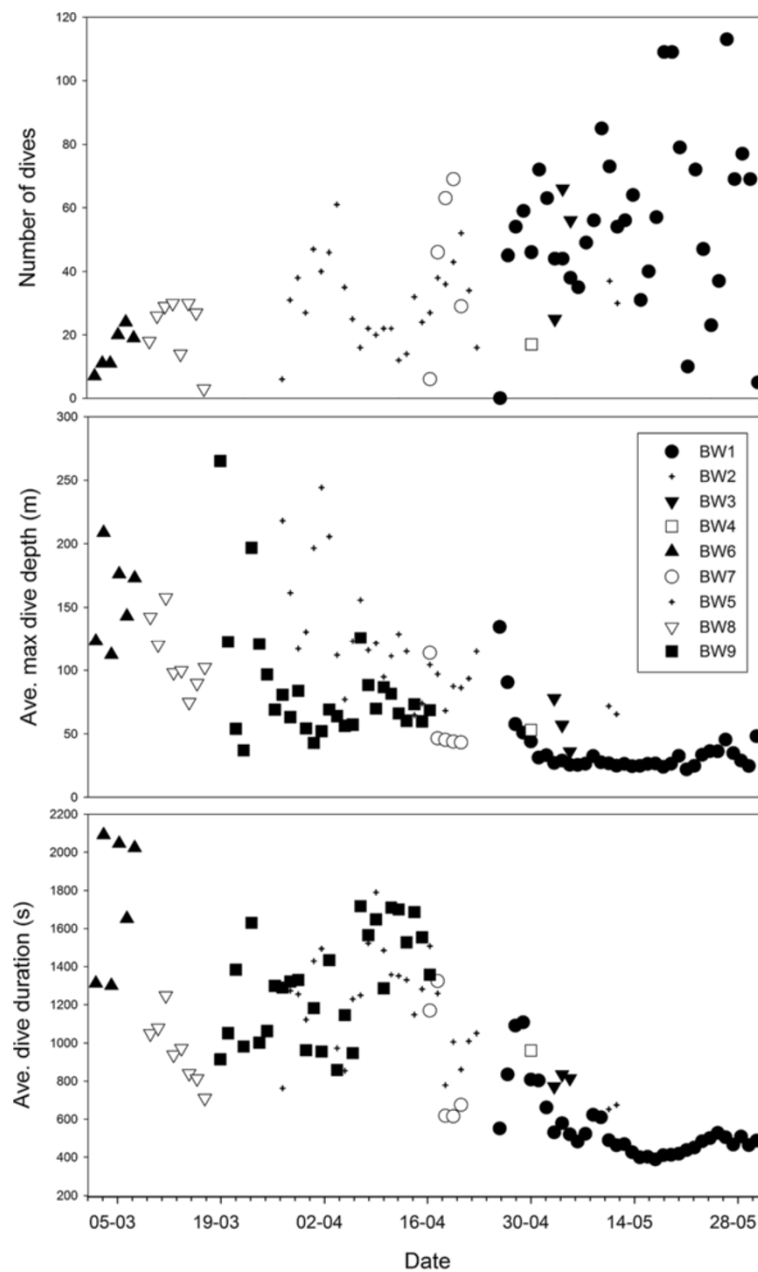 120
100
80
60
40
20
0
Number of dives
300
250
200
150
100
50
0
Ave. max dive depth (m)
BW1
BW2
BW3
BW4
BW6
BW7
BW5
BW8
BW9
2200
2000
1800
1600
1400
1200
1000
800
600
400
200
Ave. dive duration (s)
05-03 19-03 02-04 16-04 30-04 14-05 28-05
Date